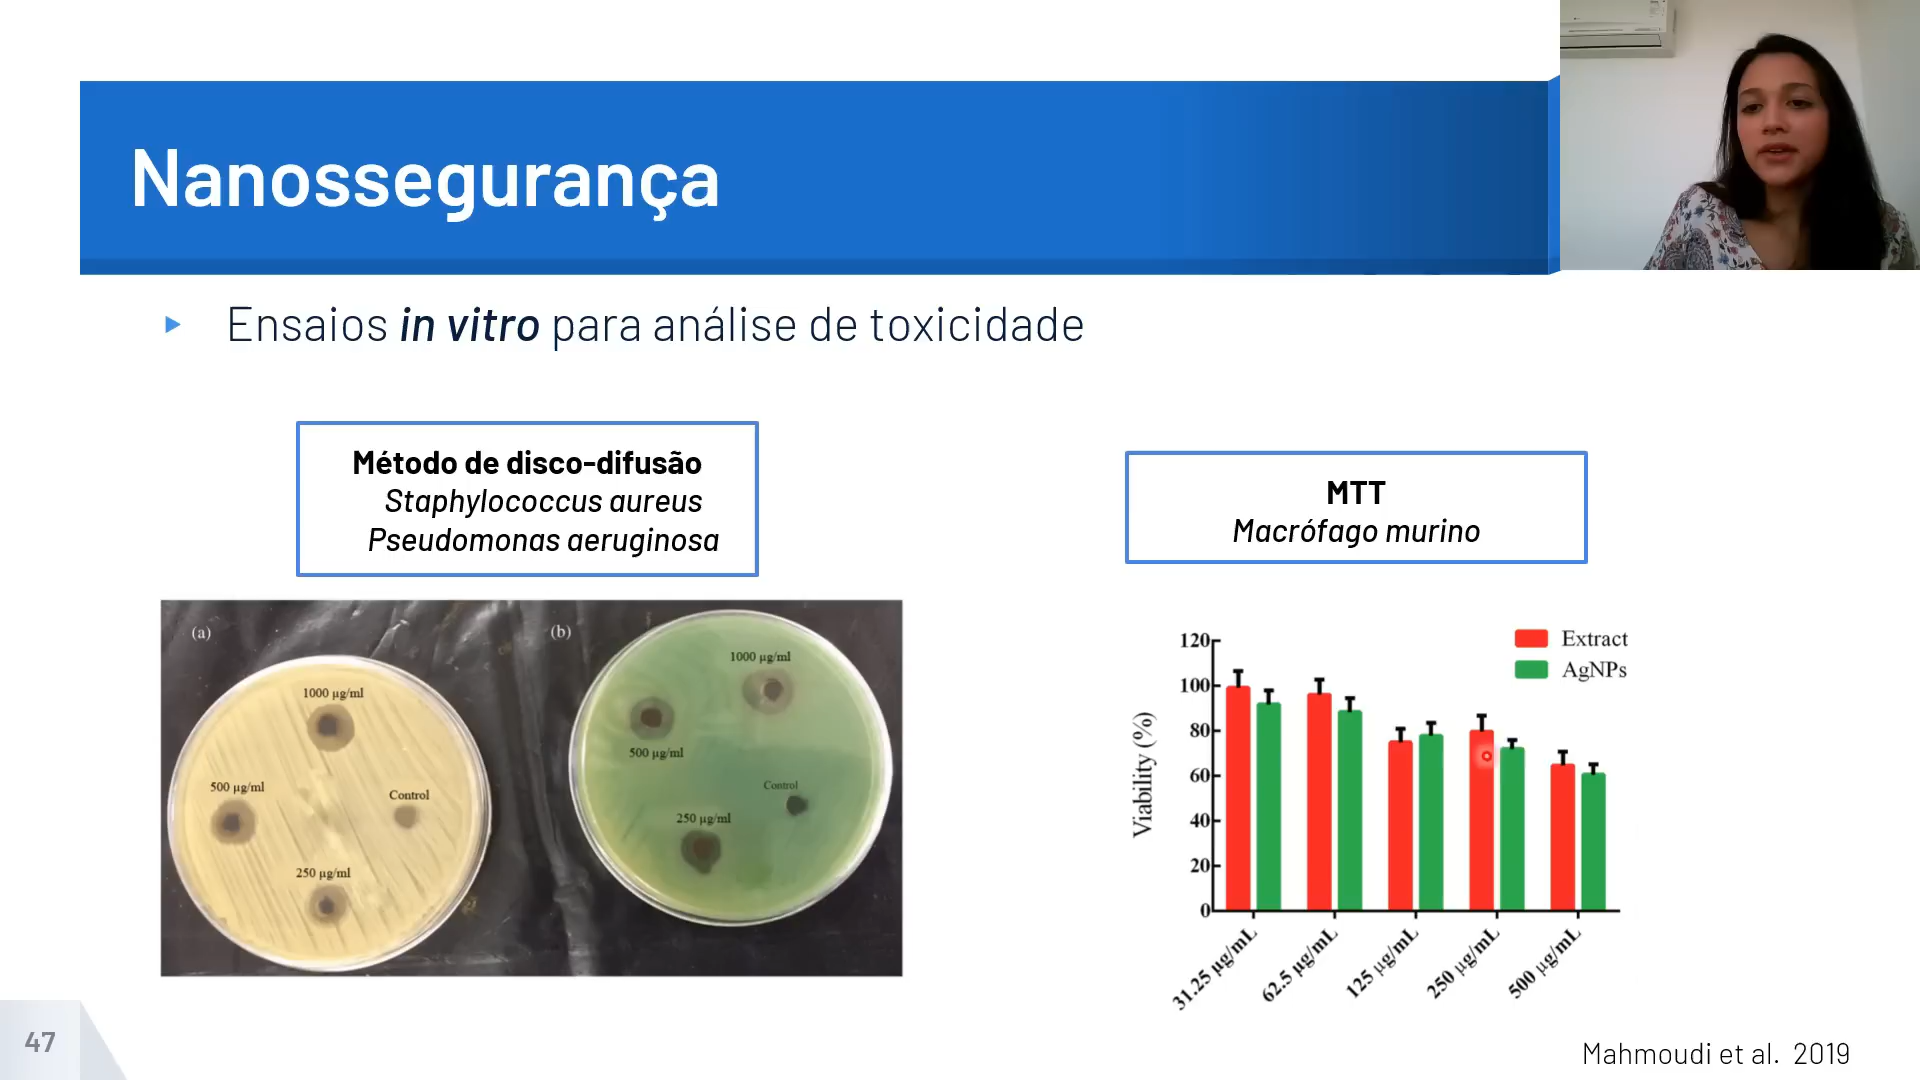 Nanossegurança
Ensaios in vitro para análise de toxicidade
Método de disco-difusão
Staphylococcus aureus
Pseudomonas aeruginosa
MTT
Macrófago murino
(a)
1000 µg/ml
500 µg/ml
Control
250 µg/ml
(b)
1000 µg/ml
500 µg/ml
Control
250 µg/ml
Extract
AgNPs
Viability (%)
120
100
80
60
40
20
0
31.25 µg/mL
62.5 µg/mL
125 µg/mL
250 µg/mL
500 µg/mL
47
Mahmoudi et al. 2019